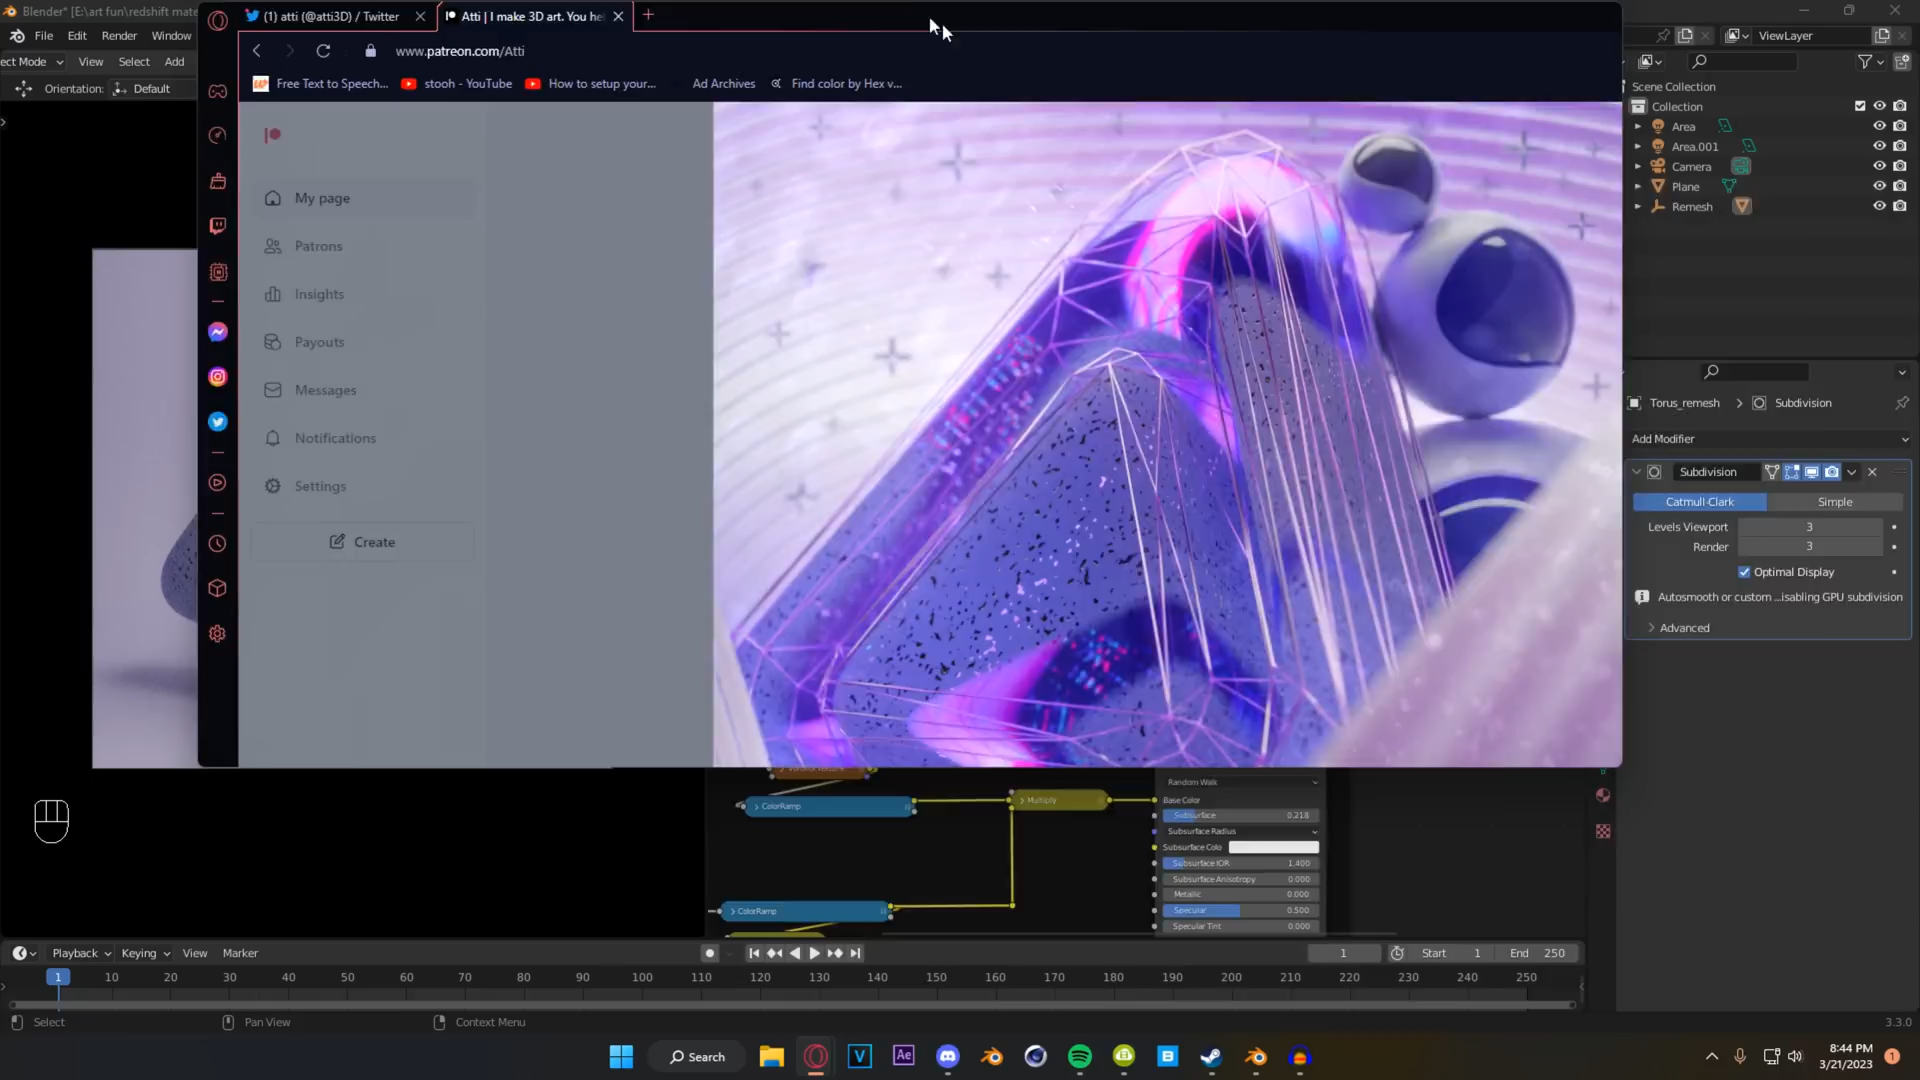 Blender* [E:\art fun\redshift mate
(1) atti (@atti3D) / Twitter
Atti | I make 3D art. You he
File Edit Render Window
ViewLayer
www.patreon.com/Atti
ect Mode View Select Add
Orientation: Default
Free Text to Speech...
stooh - YouTube
How to setup your...
Ad Archives
Find color by Hex v...
Scene Collection
Collection
Area
Area.001
Camera
Plane
Remesh
My page
Patrons
Insights
Payouts
Messages
Notifications
Settings
Create
Torus_remesh > Subdivision
Add Modifier
Subdivision
Catmull-Clark Simple
Levels Viewport 3
Render 3
Optimal Display
Autosmooth or custom ...isabling GPU subdivision
Advanced
Random Walk
ColorRamp
Multiply
Base Color
Subsurface 0.218
Subsurface Radius
Subsurface Colo
Subsurface IOR 1.400
Subsurface Anisotropy 0.000
Metallic 0.000
ColorRamp
Specular 0.500
Specular Tint 0.000
Playback Keying View Marker
1 Start 1 End 250
1 10 20 30 40 50 60 70 80 90 100 110 120 130 140 150 160 170 180 190 200 210 220 230 240 250
Select Pan View Context Menu
3.3.0
Search
8:44 PM
3/21/2023
1